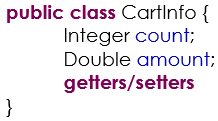 public class CartInfo {
Integer count;
Double amount;
getters/setters
}